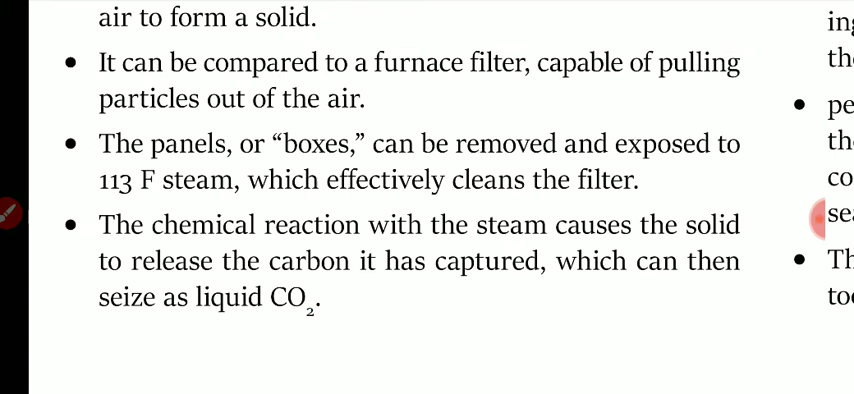 air to form a solid.
• It can be compared to a furnace filter, capable of pulling
particles out of the air.
• The panels, or “boxes,” can be removed and exposed to
113 F steam, which effectively cleans the filter.
• The chemical reaction with the steam causes the solid
to release the carbon it has captured, which can then
seize as liquid CO₂.
•
• Th